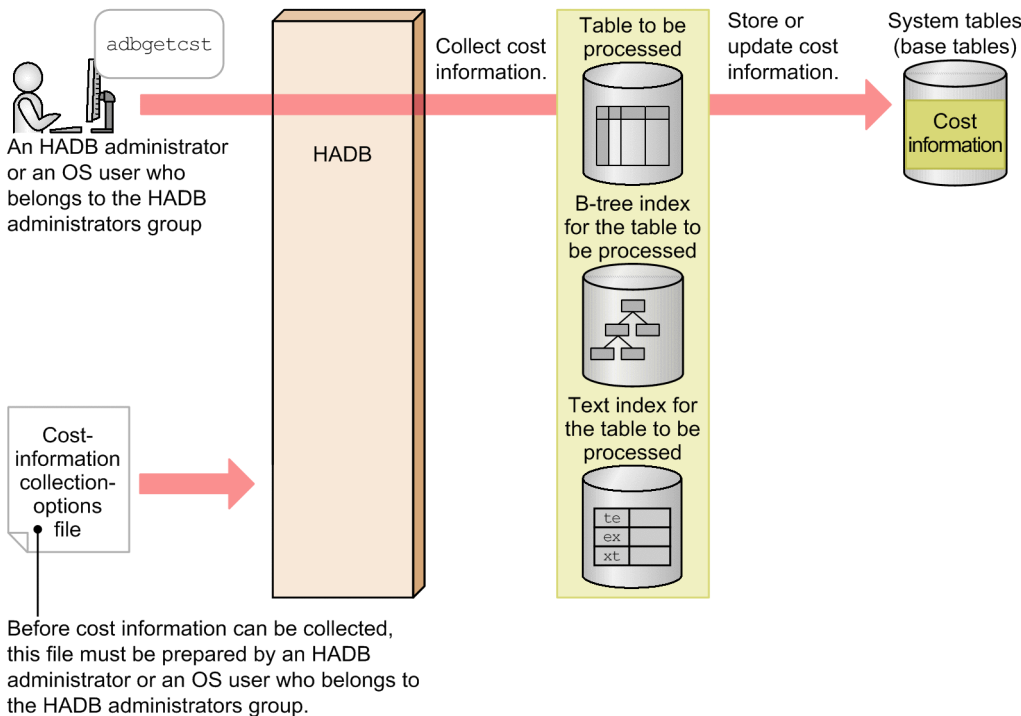 adbgetcst
An HADB administrator
or an OS user who
belongs to the HADB
administrators group
HADB
Collect cost
information.
Table to be
processed
Store or
update cost
information.
System tables
(base tables)
Cost
information
B-tree index
for the table to
be processed
Text index for
the table to be
processed
te
ex
xt
Cost-
information
collection-
options
file
Before cost information can be collected,
this file must be prepared by an HADB
administrator or an OS user who belongs to
the HADB administrators group.